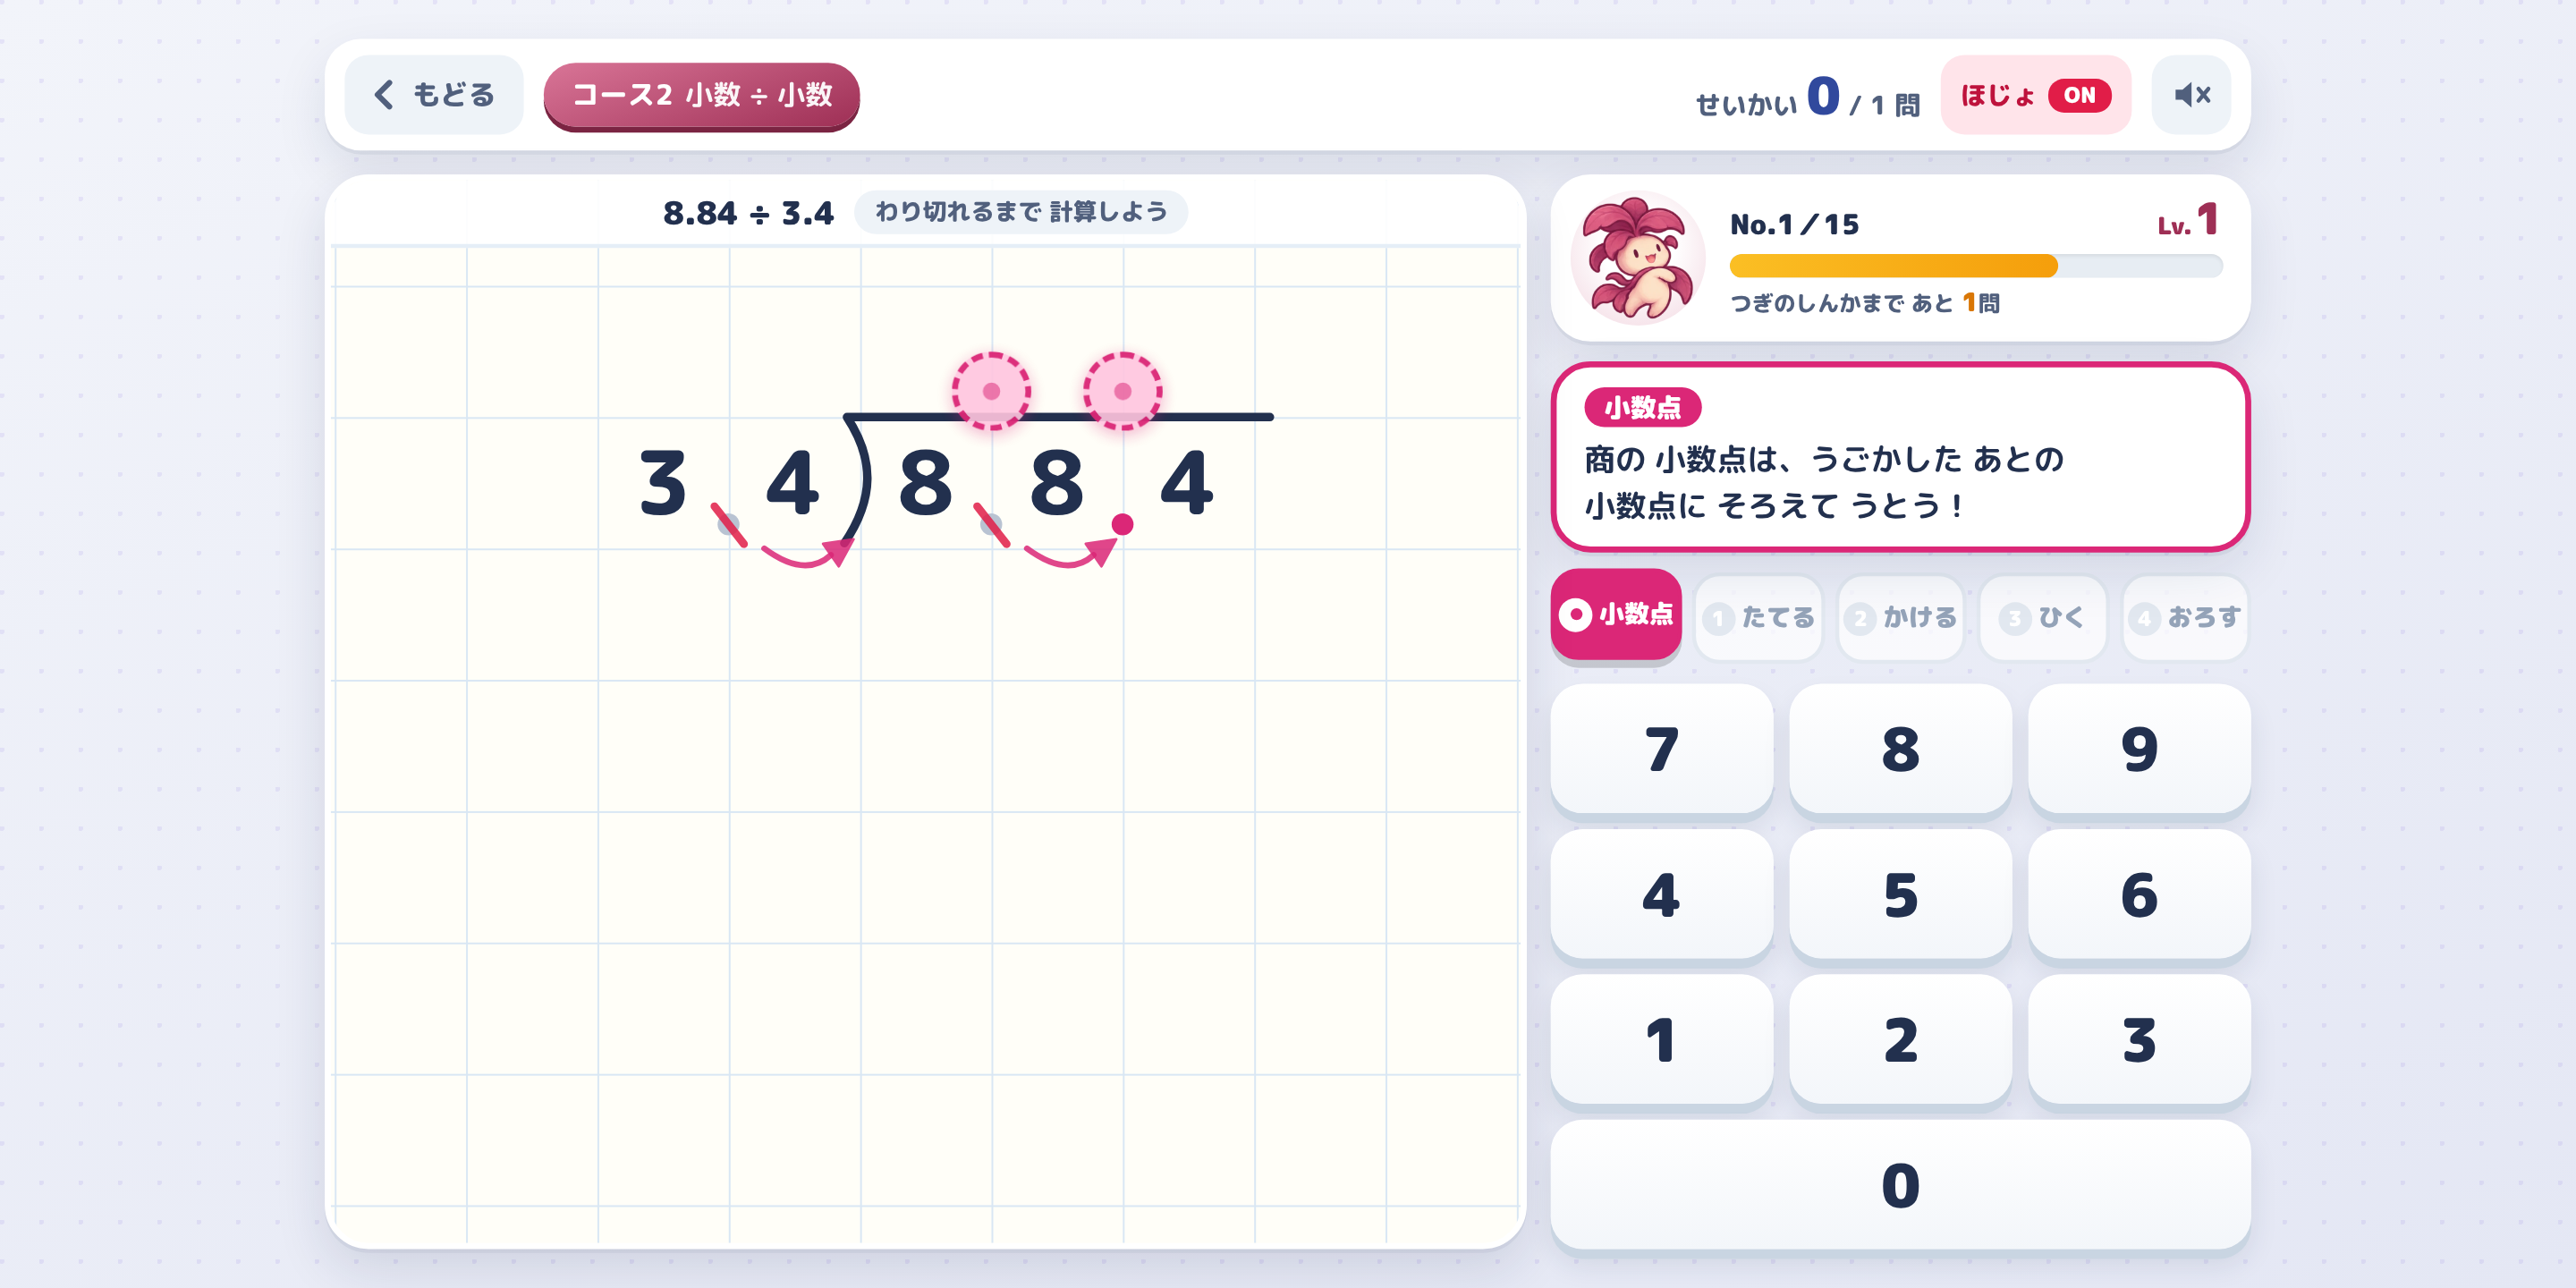 もどる
コース2 小数 ÷ 小数
せいかい 0 / 1 問
ほじょ ON
8.84 ÷ 3.4
わり切れるまで 計算しよう
3 4 8 8 . 4
No.1／15
Lv.1
つぎのしんかまで あと 1問
小数点
商の 小数点は、うごかした あとの
小数点に そろえて うとう！
小数点
1 たてる
2 かける
3 ひく
4 おろす
7 8 9
4 5 6
1 2 3
0